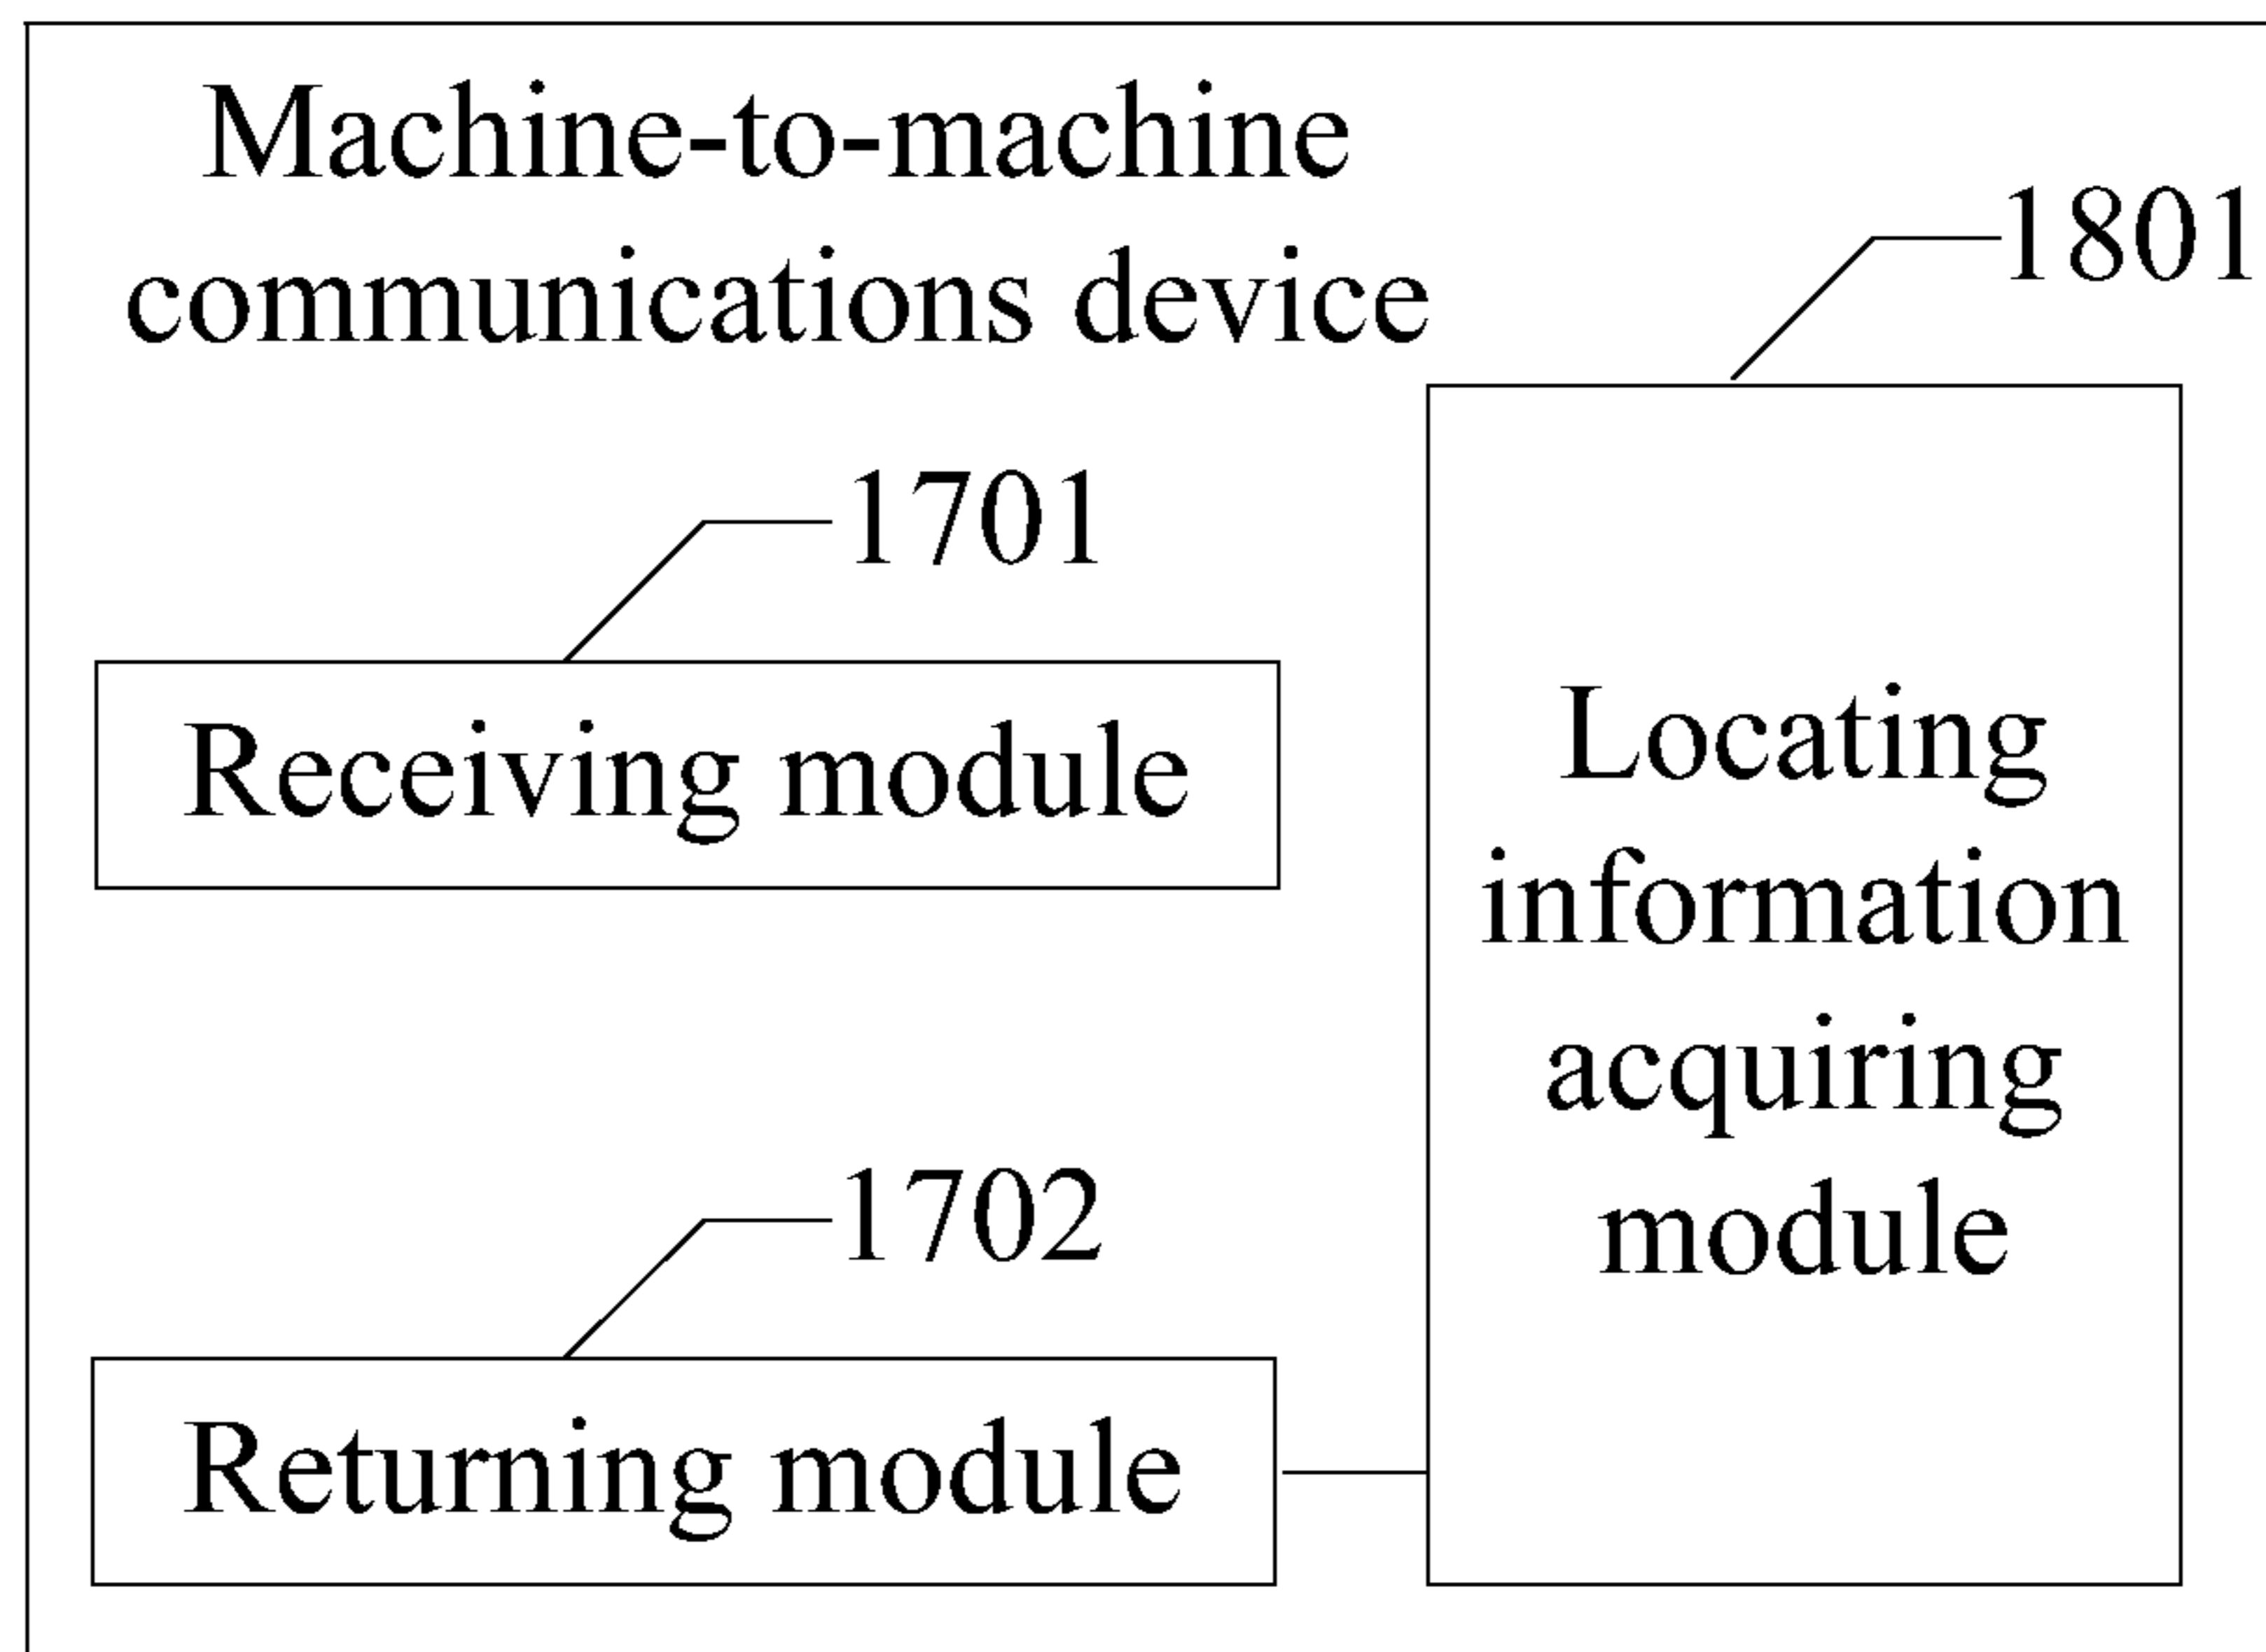 Machine-to-machine
communications device
1801
1701
Receiving module
Locating
information
acquiring
module
1702
Returning module